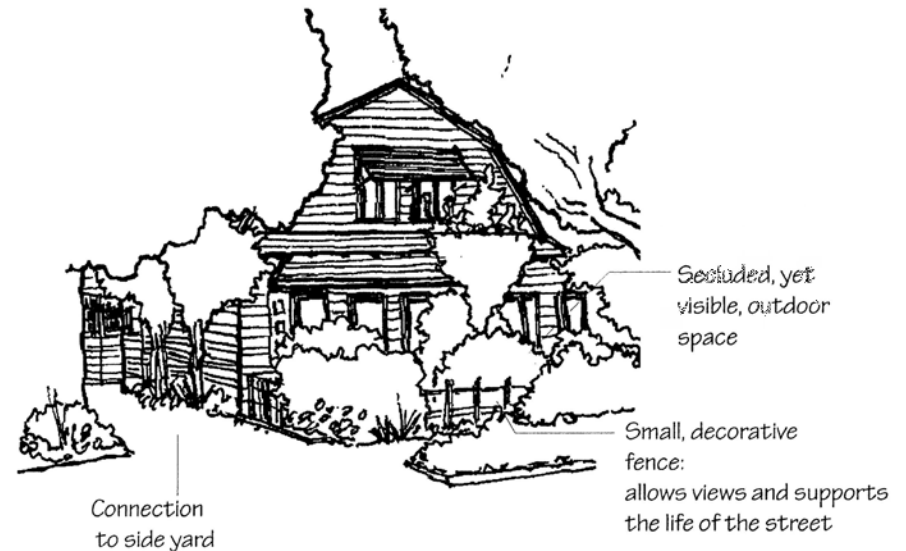 Secluded, yet
visible, outdoor
space
Small, decorative
fence:
allows views and supports
the life of the street
Connection
to side yard